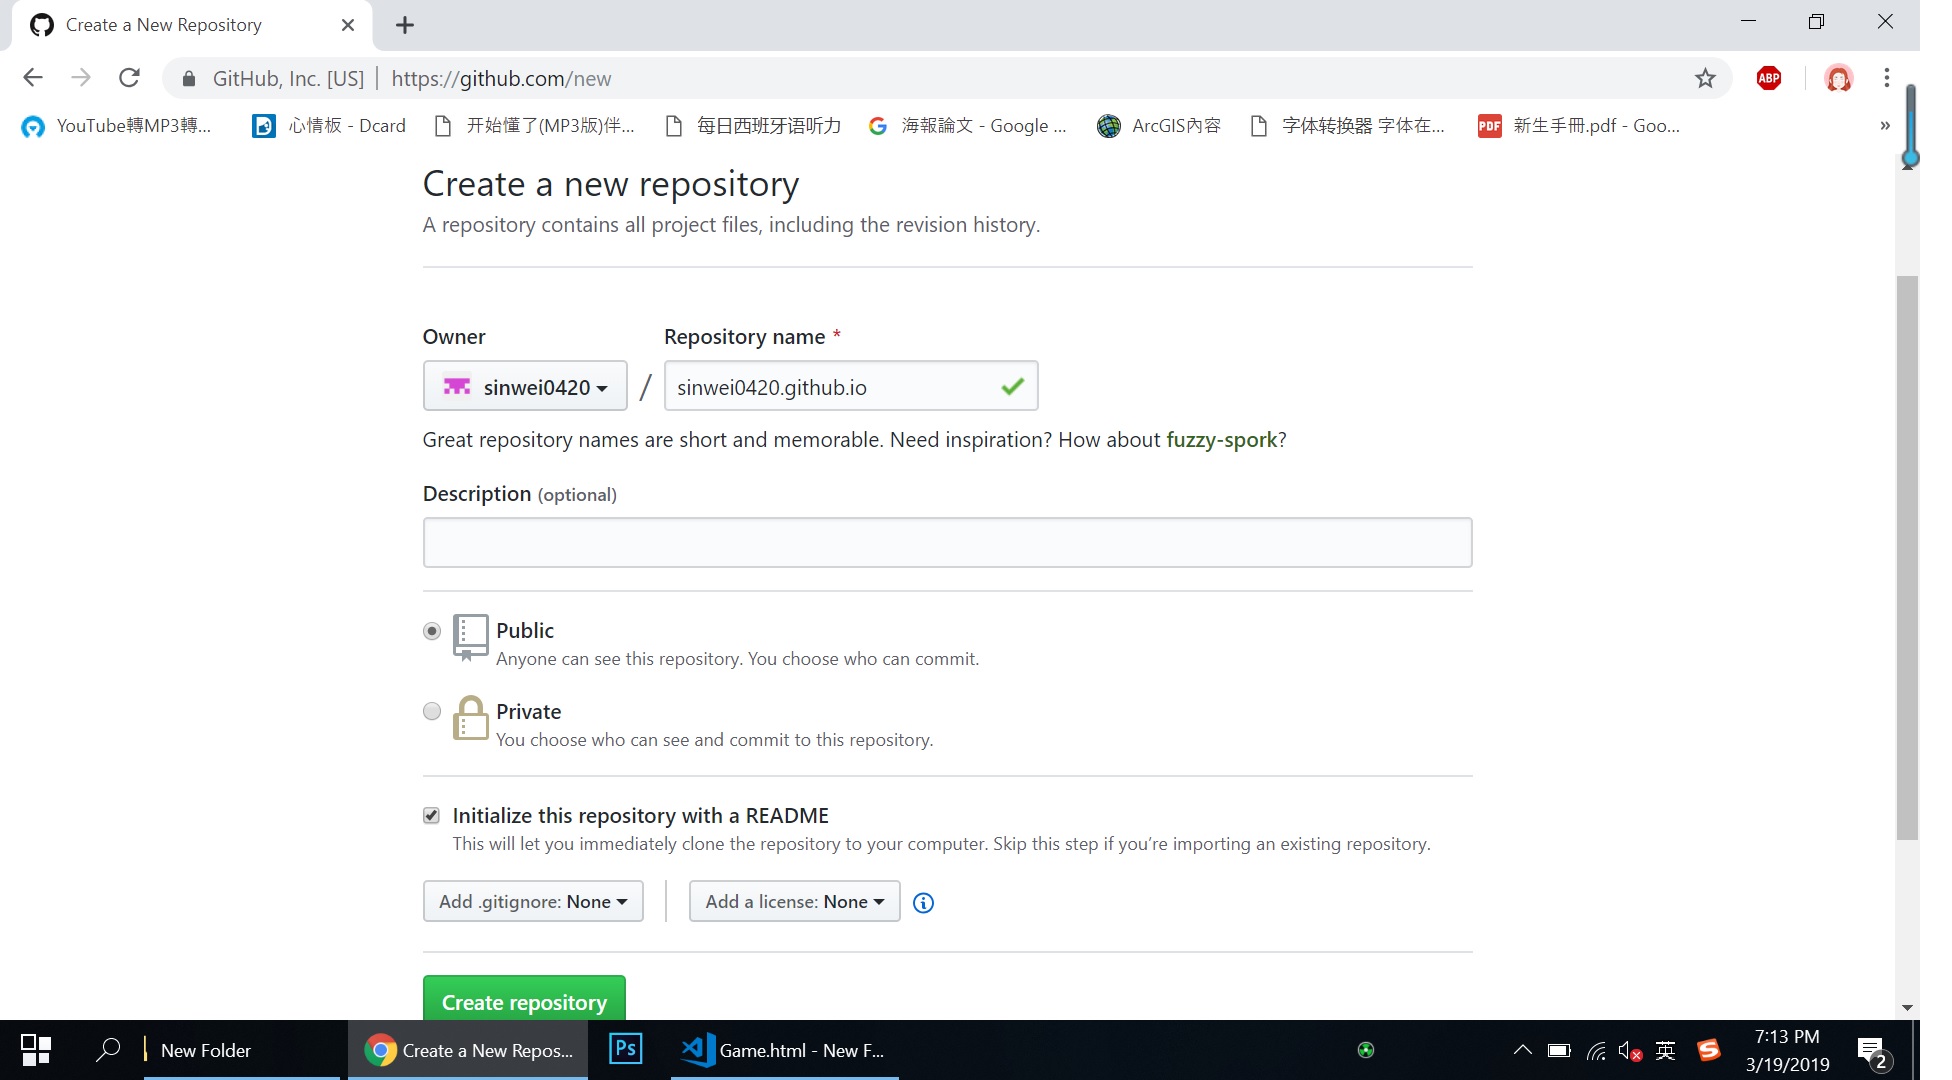 Create a New Repository
GitHub, Inc. [US] | https://github.com/new
ABP
YouTube轉MP3轉...
心情板 - Dcard
开始懂了(MP3版)伴...
每日西班牙语听力
海報論文 - Google ...
ArcGIS內容
字体转换器 字体在...
PDF
新生手冊.pdf - Goo...
»
Create a new repository
A repository contains all project files, including the revision history.
Owner
Repository name *
sinwei0420
/
sinwei0420.github.io
Great repository names are short and memorable. Need inspiration? How about fuzzy-spork?
Description (optional)
Public
Anyone can see this repository. You choose who can commit.
Private
You choose who can see and commit to this repository.
Initialize this repository with a README
This will let you immediately clone the repository to your computer. Skip this step if you’re importing an existing repository.
Add .gitignore: None
Add a license: None
Create repository
New Folder
Create a New Repos...
Ps
Game.html - New F...
英
S
7:13 PM
3/19/2019
2